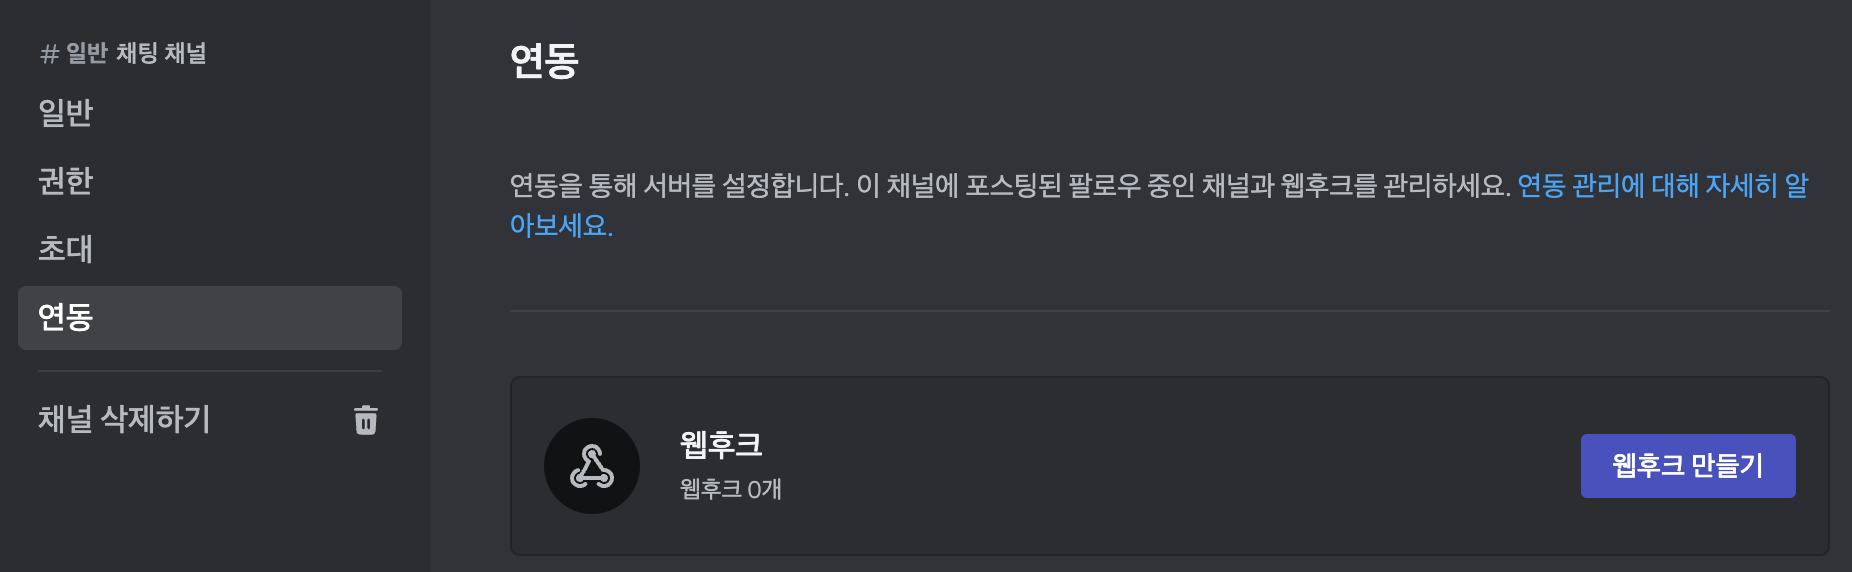 # 일반 채팅 채널
일반
권한
초대
연동
채널 삭제하기
연동
연동을 통해 서버를 설정합니다. 이 채널에 포스팅된 팔로우 중인 채널과 웹후크를 관리하세요. 연동 관리에 대해 자세히 알
아보세요.
웹후크
웹후크 0개
웹후크 만들기